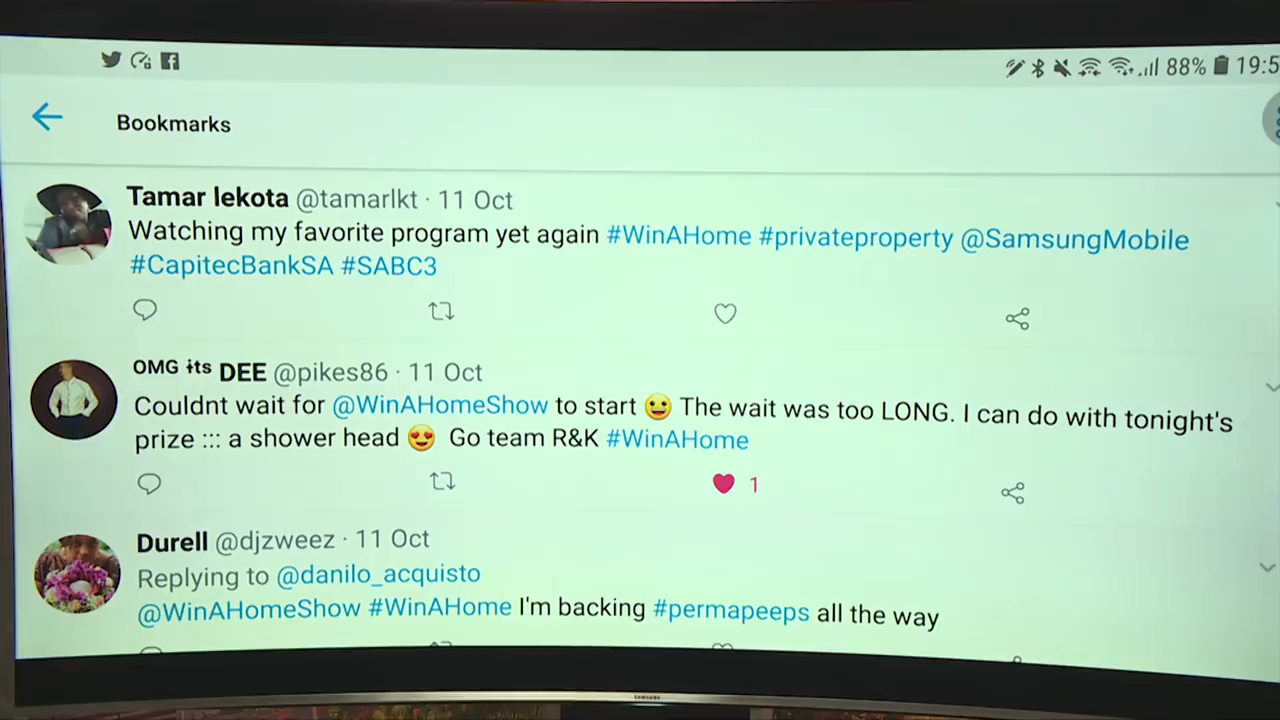 88% 19:5
Bookmarks
Tamar lekota @tamarlkt · 11 Oct
Watching my favorite program yet again #WinAHome #privateproperty @SamsungMobile
#CapitecBankSA #SABC3
OMG its DEE @pikes86 · 11 Oct
Couldnt wait for @WinAHomeShow to start 😀 The wait was too LONG. I can do with tonight's
prize ::: a shower head 😍 Go team R&K #WinAHome
1
Durell @djzweez · 11 Oct
Replying to @danilo_acquisto
@WinAHomeShow #WinAHome I'm backing #permapeeps all the way
SAMSUNG